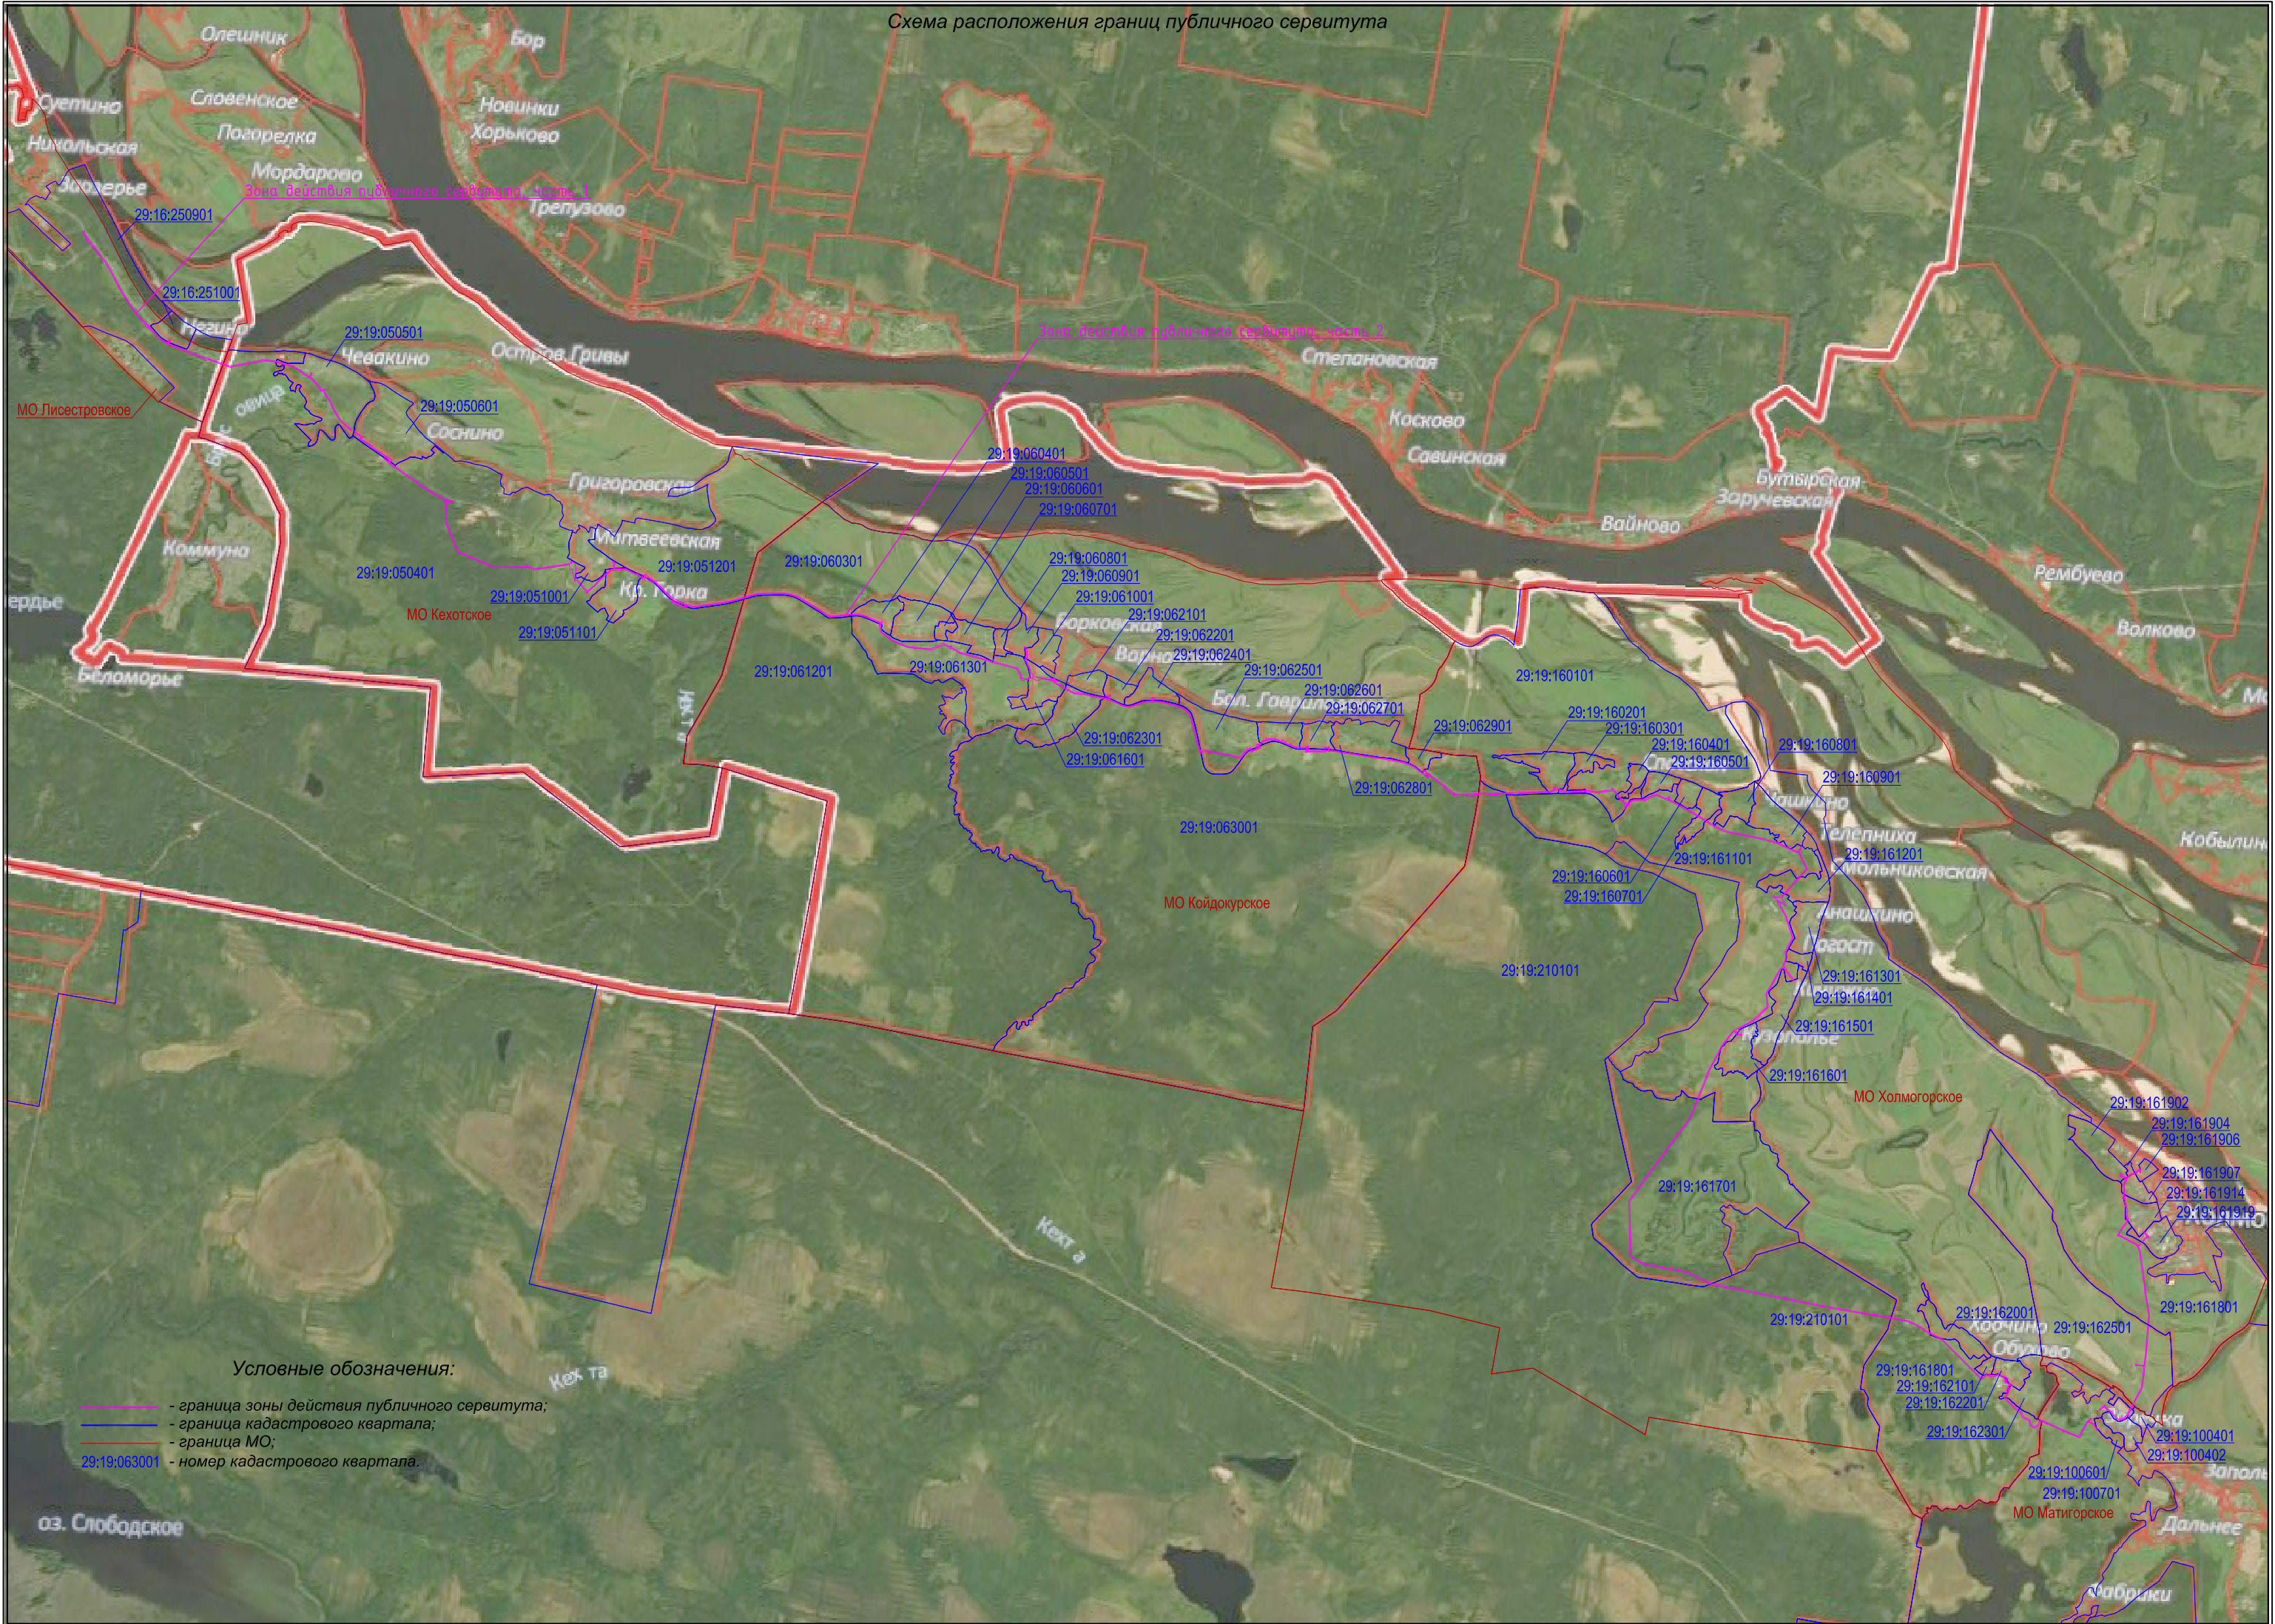 Схема расположения границ публичного сервитута
Олешник
Бор
Суетино
Словенское
Новинки
Погорелка
Хорьково
Никольская
Мордарово
Зона действия публичного сервитута, часть 1
Трепузово
29:16:250901
29:16:251001
29:19:050501
Зона действия публичного сервитута, часть 2
Чевакино
Остров Гривы
Степановская
МО Лисестровское
овица
29:19:050601
Соснино
Косково
Савинская
29:19:060401
29:19:060501
29:19:060601
29:19:060701
Бутырская
Заручевская
Вайново
Матвеевская
Коммуна
29:19:050401
29:19:051201
29:19:060301
29:19:060801
29:19:060901
29:19:061001
Рембуево
29:19:051001
Кр. Горка
МО Кехотское
29:19:062101
29:19:051101
Борковская
29:19:062201
Волково
29:19:062401
29:19:061201
29:19:061301
29:19:062501
29:19:160101
Беломорье
29:19:062601
29:19:062701
29:19:160201
29:19:062901
29:19:160301
29:19:062301
29:19:160401
29:19:160801
29:19:061601
29:19:160501
29:19:160901
29:19:062801
29:19:063001
Телепниха
29:19:161101
29:19:161201
29:19:160601
29:19:160701
МО Койдокурское
Анашкино
Погост
29:19:210101
29:19:161301
29:19:161401
29:19:161501
29:19:161601
МО Холмогорское
29:19:161902
29:19:161904
29:19:161906
29:19:161907
29:19:161701
29:19:161914
29:19:161919
Кехт а
29:19:161801
29:19:162001
29:19:210101
29:19:162501
Обухово
Условные обозначения:
29:19:161801
Кех та
29:19:162101
29:19:162201
- граница зоны действия публичного сервитута;
- граница кадастрового квартала;
29:19:162301
29:19:100401
- граница МО;
29:19:100402
29:19:063001 - номер кадастрового квартала.
29:19:100601
29:19:100701
МО Матигорское
оз. Слободское
Дальнее